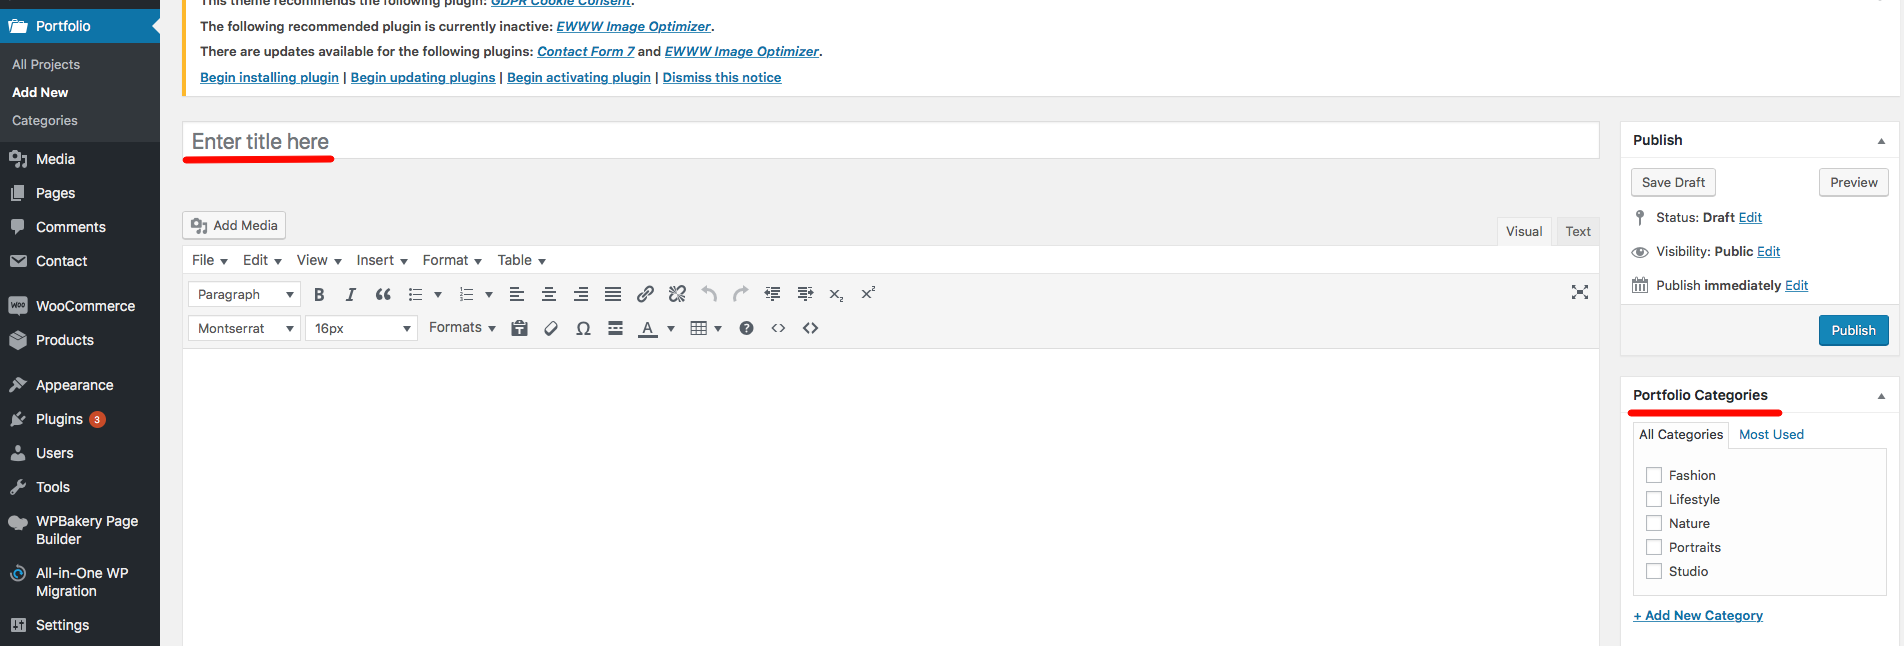 This theme recommends the following plugin: GDPR Cookie Consent.
The following recommended plugin is currently inactive: EWWW Image Optimizer.
There are updates available for the following plugins: Contact Form 7 and EWWW Image Optimizer.
Begin installing plugin | Begin updating plugins | Begin activating plugin | Dismiss this notice
Portfolio
All Projects
Add New
Categories
Media
Pages
Comments
Contact
WooCommerce
Products
Appearance
Plugins 3
Users
Tools
WPBakery Page
Builder
All-in-One WP
Migration
Settings
Enter title here
Add Media
Visual Text
File Edit View Insert Format Table
Paragraph
Montserrat 16px Formats
Publish
Save Draft Preview
Status: Draft Edit
Visibility: Public Edit
Publish immediately Edit
Publish
Portfolio Categories
All Categories Most Used
Fashion
Lifestyle
Nature
Portraits
Studio
+ Add New Category